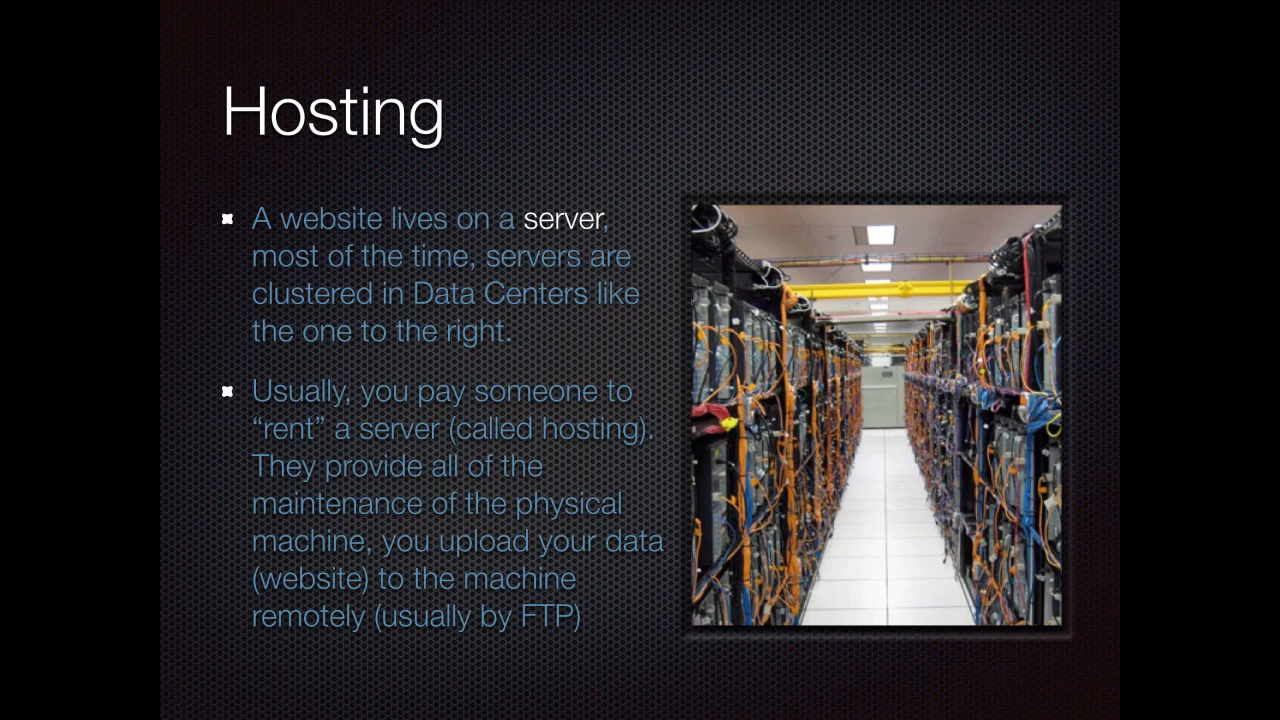 Hosting
A website lives on a server,
most of the time, servers are
clustered in Data Centers like
the one to the right.
Usually, you pay someone to
“rent” a server (called hosting).
They provide all of the
maintenance of the physical
machine, you upload your data
(website) to the machine
remotely (usually by FTP)